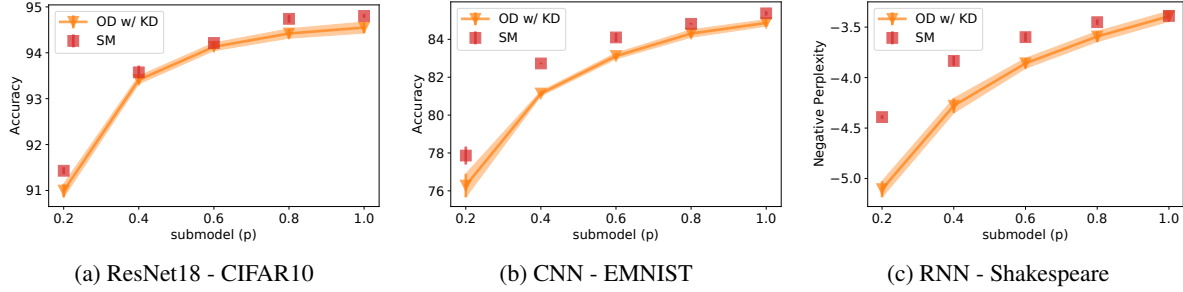 95
94
93
92
91
Accuracy
OD w/ KD
SM
0.2 0.4 0.6 0.8 1.0
submodel (p)
(a) ResNet18 - CIFAR10
84
82
80
78
76
Accuracy
OD w/ KD
SM
0.2 0.4 0.6 0.8 1.0
submodel (p)
(b) CNN - EMNIST
−3.5
−4.0
−4.5
−5.0
Negative Perplexity
OD w/ KD
SM
0.2 0.4 0.6 0.8 1.0
submodel (p)
(c) RNN - Shakespeare